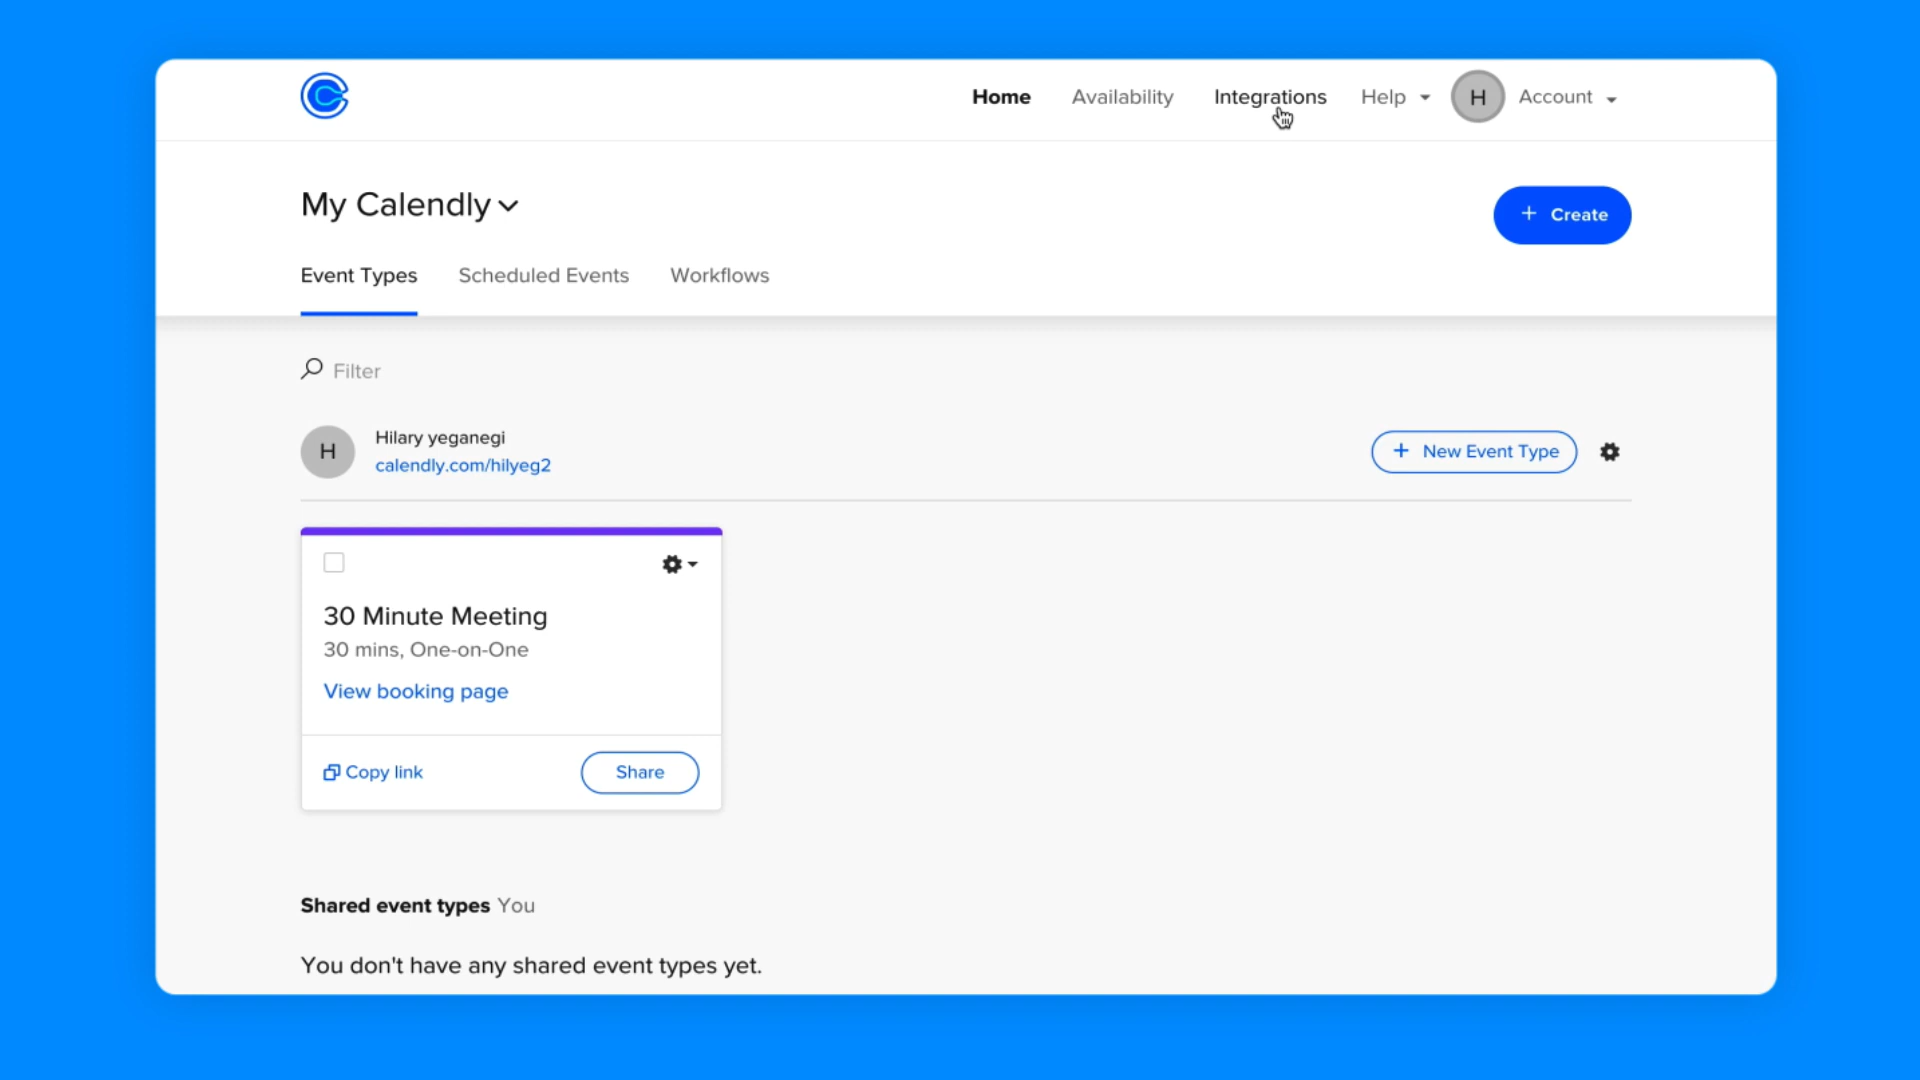 Home Availability Integrations Help H Account
My Calendly
+ Create
Event Types Scheduled Events Workflows
Filter
H Hilary yeganegi
calendly.com/hilyeg2
+ New Event Type
30 Minute Meeting
30 mins, One-on-One
View booking page
Copy link Share
Shared event types You
You don't have any shared event types yet.